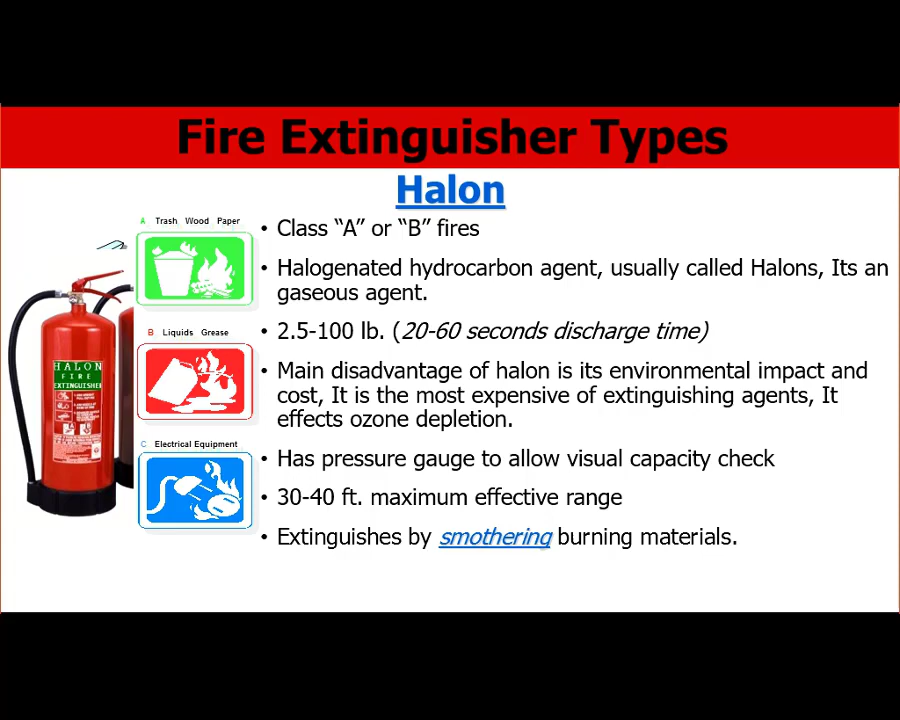 Fire Extinguisher Types
Halon
A Trash Wood Paper
• Class “A” or “B” fires
• Halogenated hydrocarbon agent, usually called Halons, Its an
gaseous agent.
B Liquids Grease
• 2.5-100 lb. (20-60 seconds discharge time)
• Main disadvantage of halon is its environmental impact and
cost, It is the most expensive of extinguishing agents, It
effects ozone depletion.
HALON
FIRE
EXTINGUISHER
C Electrical Equipment
• Has pressure gauge to allow visual capacity check
• 30-40 ft. maximum effective range
• Extinguishes by smothering burning materials.